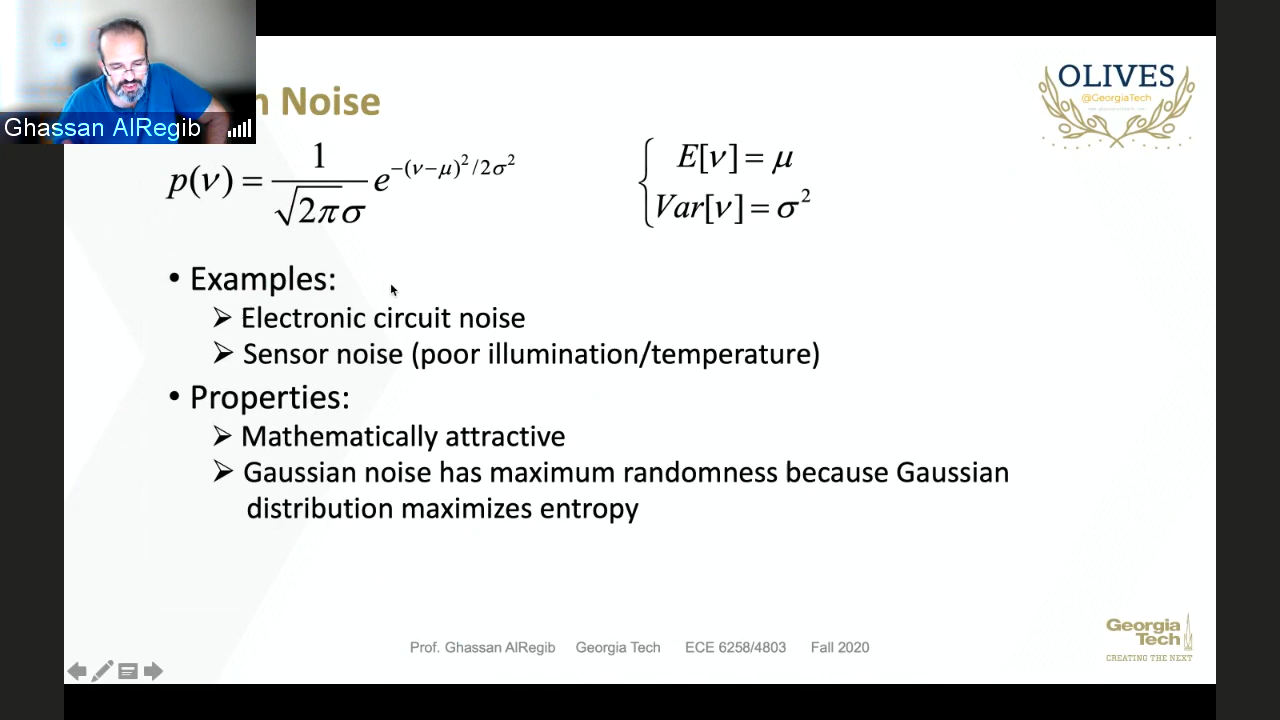 n Noise
Ghassan AlRegib
OLIVES
@GeorgiaTech
p(ν) = 1/(√2π σ) e^{-(ν-μ)²/2σ²}
E[ν] = μ
Var[ν] = σ²
• Examples:
➢ Electronic circuit noise
➢ Sensor noise (poor illumination/temperature)
• Properties:
➢ Mathematically attractive
➢ Gaussian noise has maximum randomness because Gaussian
distribution maximizes entropy
Prof. Ghassan AlRegib Georgia Tech ECE 6258/4803 Fall 2020
Georgia
Tech
CREATING THE NEXT